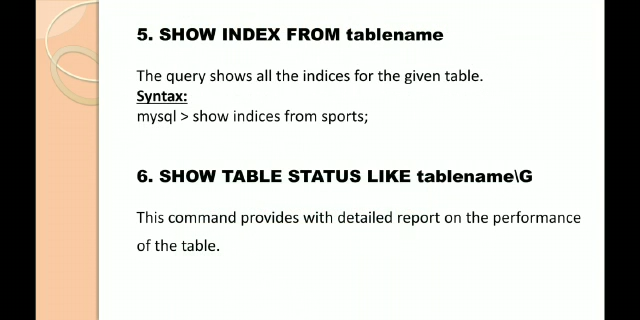 5. SHOW INDEX FROM tablename
The query shows all the indices for the given table.
Syntax:
mysql > show indices from sports;
6. SHOW TABLE STATUS LIKE tablename\G
This command provides with detailed report on the performance
of the table.